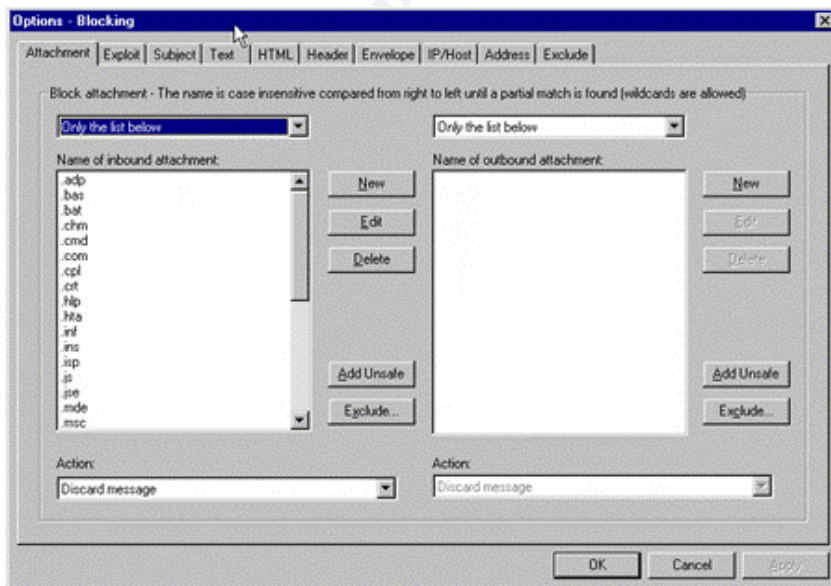 Options - Blocking
Attachment Exploit Subject Text HTML Header Envelope IP/Host Address Exclude
Block attachment - The name is case insensitive compared from right to left until a partial match is found (wildcards are allowed)
Only the list below
Only the list below
Name of inbound attachment:
Name of outbound attachment:
.adp
.bas
.bat
.chm
.cmd
.com
.cpl
.crt
.hlp
.hta
.inf
.ins
.isp
.js
.jse
.mde
.msc
New
Edit
Delete
Add Unsafe
Exclude...
New
Edit
Delete
Add Unsafe
Exclude...
Action:
Discard message
Action:
Discard message
OK
Cancel
Apply